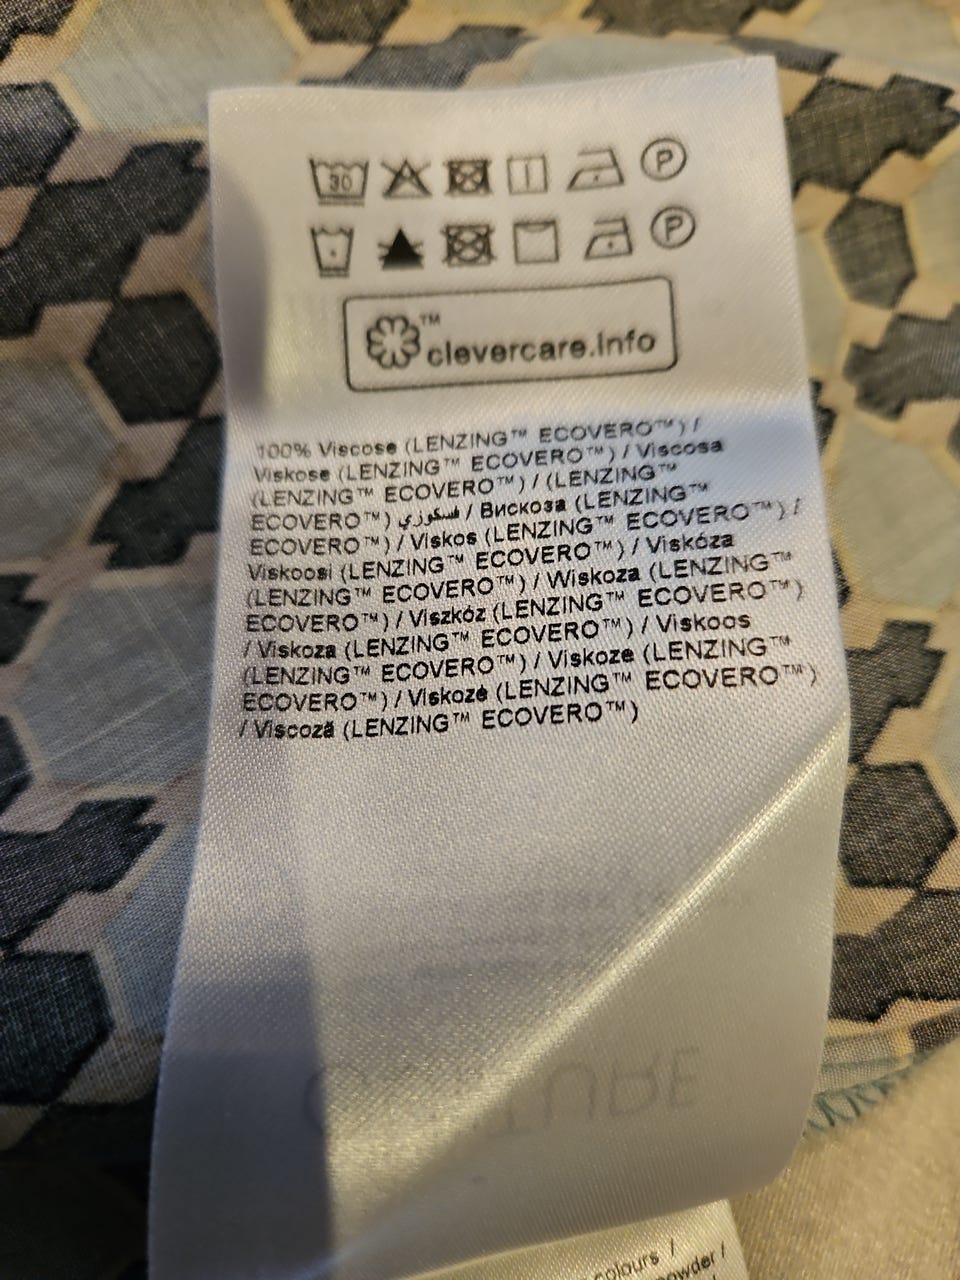 30 P
P
™
clevercare.info
100% Viscose (LENZING™ ECOVERO™) /
Viskose (LENZING™ ECOVERO™) / Viscosa
(LENZING™ ECOVERO™) / (LENZING™
ECOVERO™) فسكوزي / Вискоза (LENZING™
ECOVERO™) / Viskos (LENZING™ ECOVERO™) /
Viskoosi (LENZING™ ECOVERO™) / Viskóza
(LENZING™ ECOVERO™) / Wiskoza (LENZING™
ECOVERO™) / Viszkóz (LENZING™ ECOVERO™)
/ Viskoza (LENZING™ ECOVERO™) / Viskoos
(LENZING™ ECOVERO™) / Viskoze (LENZING™
ECOVERO™) / Viskozė (LENZING™ ECOVERO™)
/ Viscoză (LENZING™ ECOVERO™)
colours /
powder /